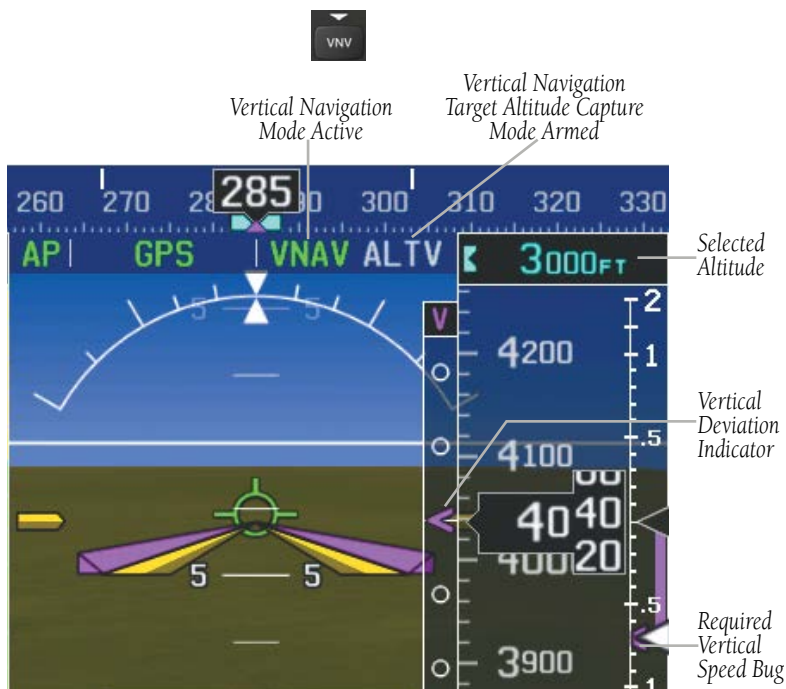 VNV
Vertical Navigation
Mode Active
Vertical Navigation
Target Altitude Capture
Mode Armed
260 270 285 300 310 320 330
AP GPS VNAV ALTV 3000FT
Selected
Altitude
5 5
V
4200
4100
4040
20
3900
2
1
.5
.5
1
Vertical
Deviation
Indicator
5 5
Required
Vertical
Speed Bug